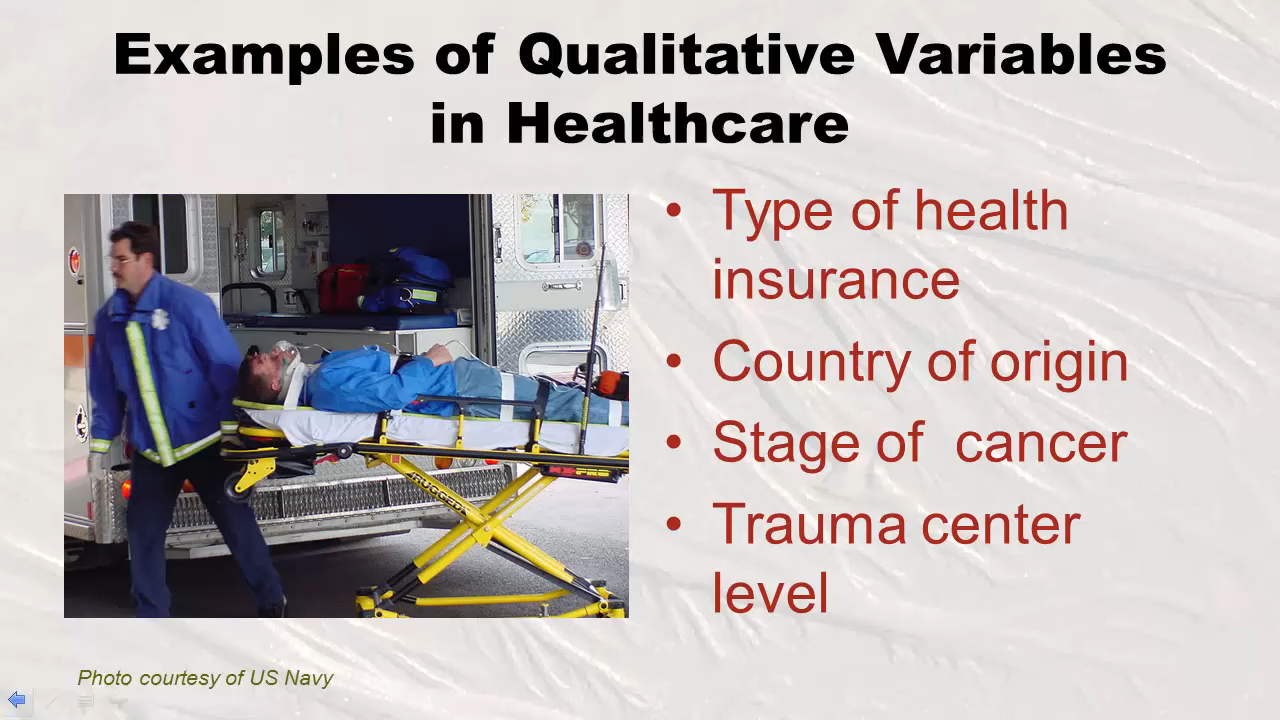 Examples of Qualitative Variables
in Healthcare
• Type of health
insurance
• Country of origin
• Stage of  cancer
• Trauma center
level
RUGGED
Photo courtesy of US Navy